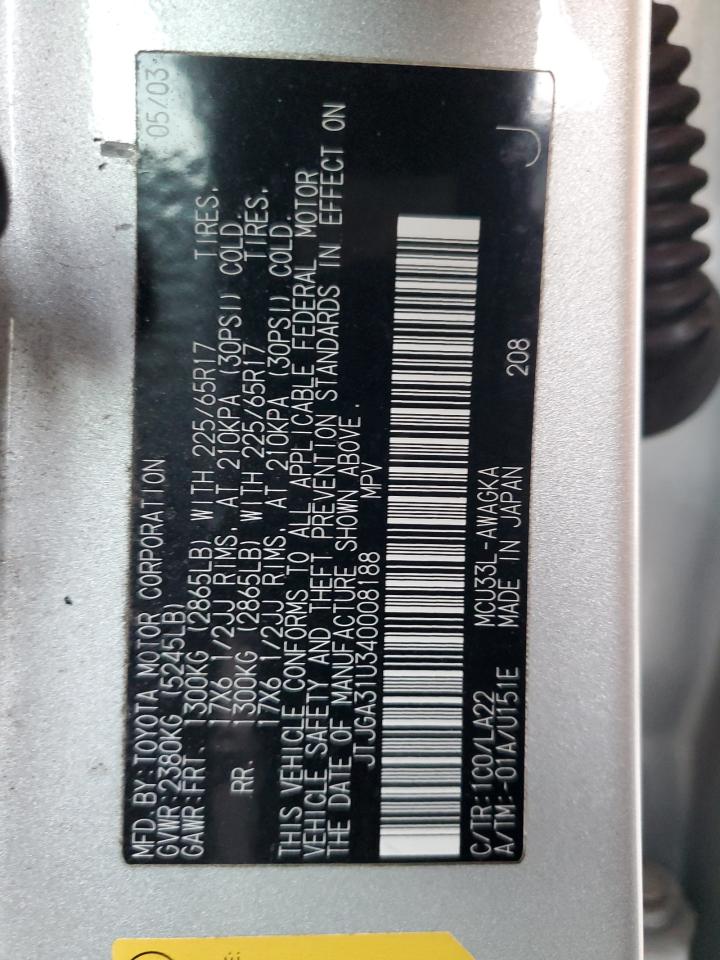 MFD. BY: TOYOTA MOTOR CORPORATION 05/03
GVWR: 2380KG (5245LB)
GAWR: FRT. 1300KG (2865LB) WITH 225/65R17 TIRES.
17X6 1/2JJ RIMS, AT 210KPA (30PSI) COLD.
RR. 1300KG (2865LB) WITH 225/65R17 TIRES.
17X6 1/2JJ RIMS, AT 210KPA (30PSI) COLD.
THIS VEHICLE CONFORMS TO ALL APPLICABLE FEDERAL MOTOR
VEHICLE SAFETY AND THEFT PREVENTION STANDARDS IN EFFECT ON
THE DATE OF MANUFACTURE SHOWN ABOVE.
JTJGA31U340008188 MPV
J
C/TR: 1C0/LA22 MCU33L-AWAGKA
A/TM: -01A/U151E MADE IN JAPAN 208